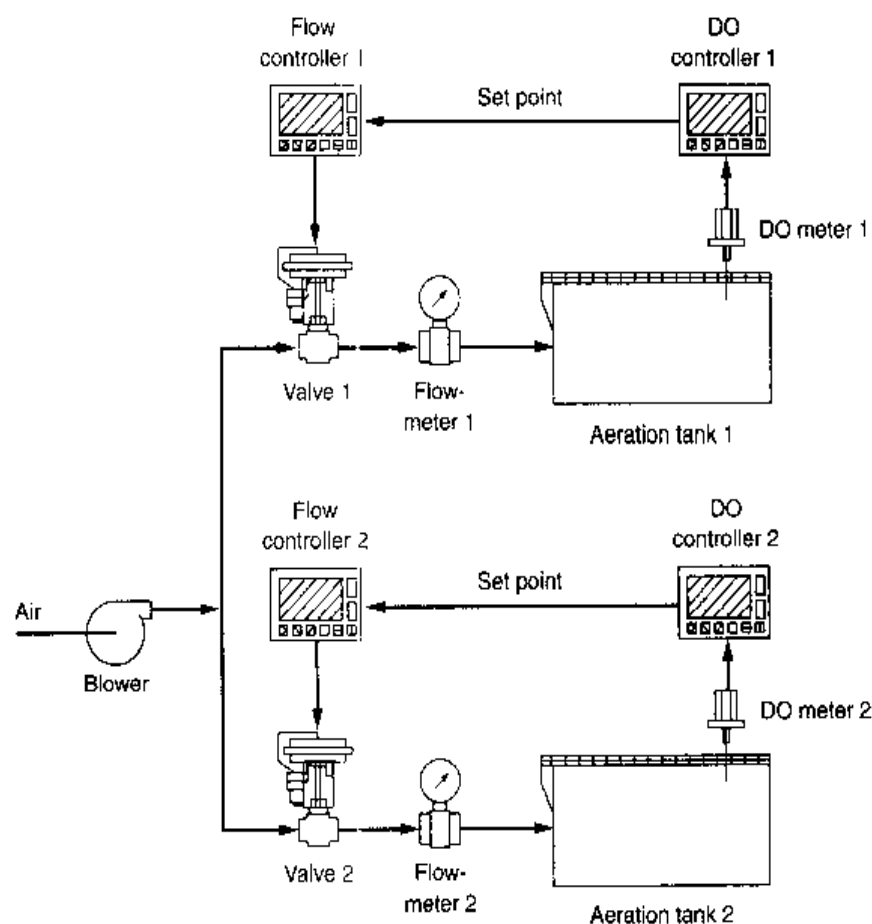 Flow
controller 1
DO
controller 1
Set point
DO meter 1
Valve 1
Flow-
meter 1
Aeration tank 1
Flow
controller 2
DO
controller 2
Set point
Air
Blower
DO meter 2
Valve 2
Flow-
meter 2
Aeration tank 2